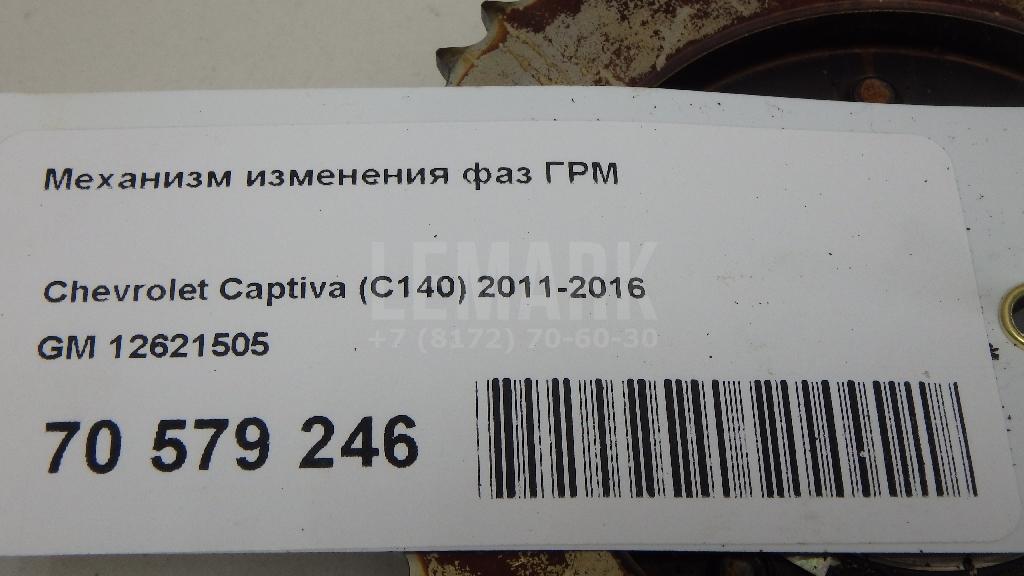 Механизм изменения фаз ГРМ
LEMARK
Chevrolet Captiva (C140) 2011-2016
+7 (8172) 70-60-30
GM 12621505
70 579 246